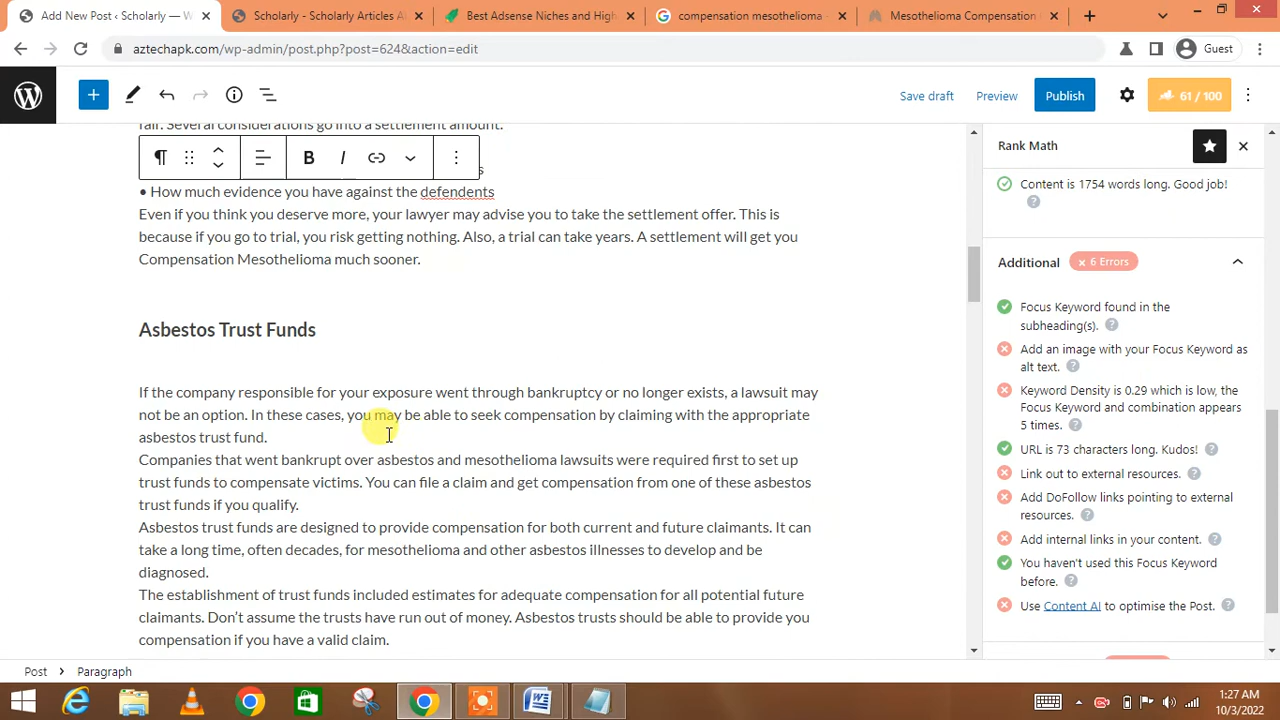 Add New Post ‹ Scholarly — W
Scholarly - Scholarly Articles A
Best Adsense Niches and High
compensation mesothelioma -
Mesothelioma Compensation
aztechapk.com/wp-admin/post.php?post=624&action=edit
Guest
Save draft
Preview
Publish
61 / 100
fair. Several considerations go into a settlement amount.
s
• How much evidence you have against the defendents
Even if you think you deserve more, your lawyer may advise you to take the settlement offer. This is
because if you go to trial, you risk getting nothing. Also, a trial can take years. A settlement will get you
Compensation Mesothelioma much sooner.
Asbestos Trust Funds
If the company responsible for your exposure went through bankruptcy or no longer exists, a lawsuit may
not be an option. In these cases, you may be able to seek compensation by claiming with the appropriate
asbestos trust fund.
Companies that went bankrupt over asbestos and mesothelioma lawsuits were required first to set up
trust funds to compensate victims. You can file a claim and get compensation from one of these asbestos
trust funds if you qualify.
Asbestos trust funds are designed to provide compensation for both current and future claimants. It can
take a long time, often decades, for mesothelioma and other asbestos illnesses to develop and be
diagnosed.
The establishment of trust funds included estimates for adequate compensation for all potential future
claimants. Don't assume the trusts have run out of money. Asbestos trusts should be able to provide you
compensation if you have a valid claim.
Rank Math
Content is 1754 words long. Good job!
Additional
× 6 Errors
Focus Keyword found in the
subheading(s).
Add an image with your Focus Keyword as
alt text.
Keyword Density is 0.29 which is low, the
Focus Keyword and combination appears
5 times.
URL is 73 characters long. Kudos!
Link out to external resources.
Add DoFollow links pointing to external
resources.
Add internal links in your content.
You haven't used this Focus Keyword
before.
Use Content AI to optimise the Post.
Post
Paragraph
1:27 AM
10/3/2022